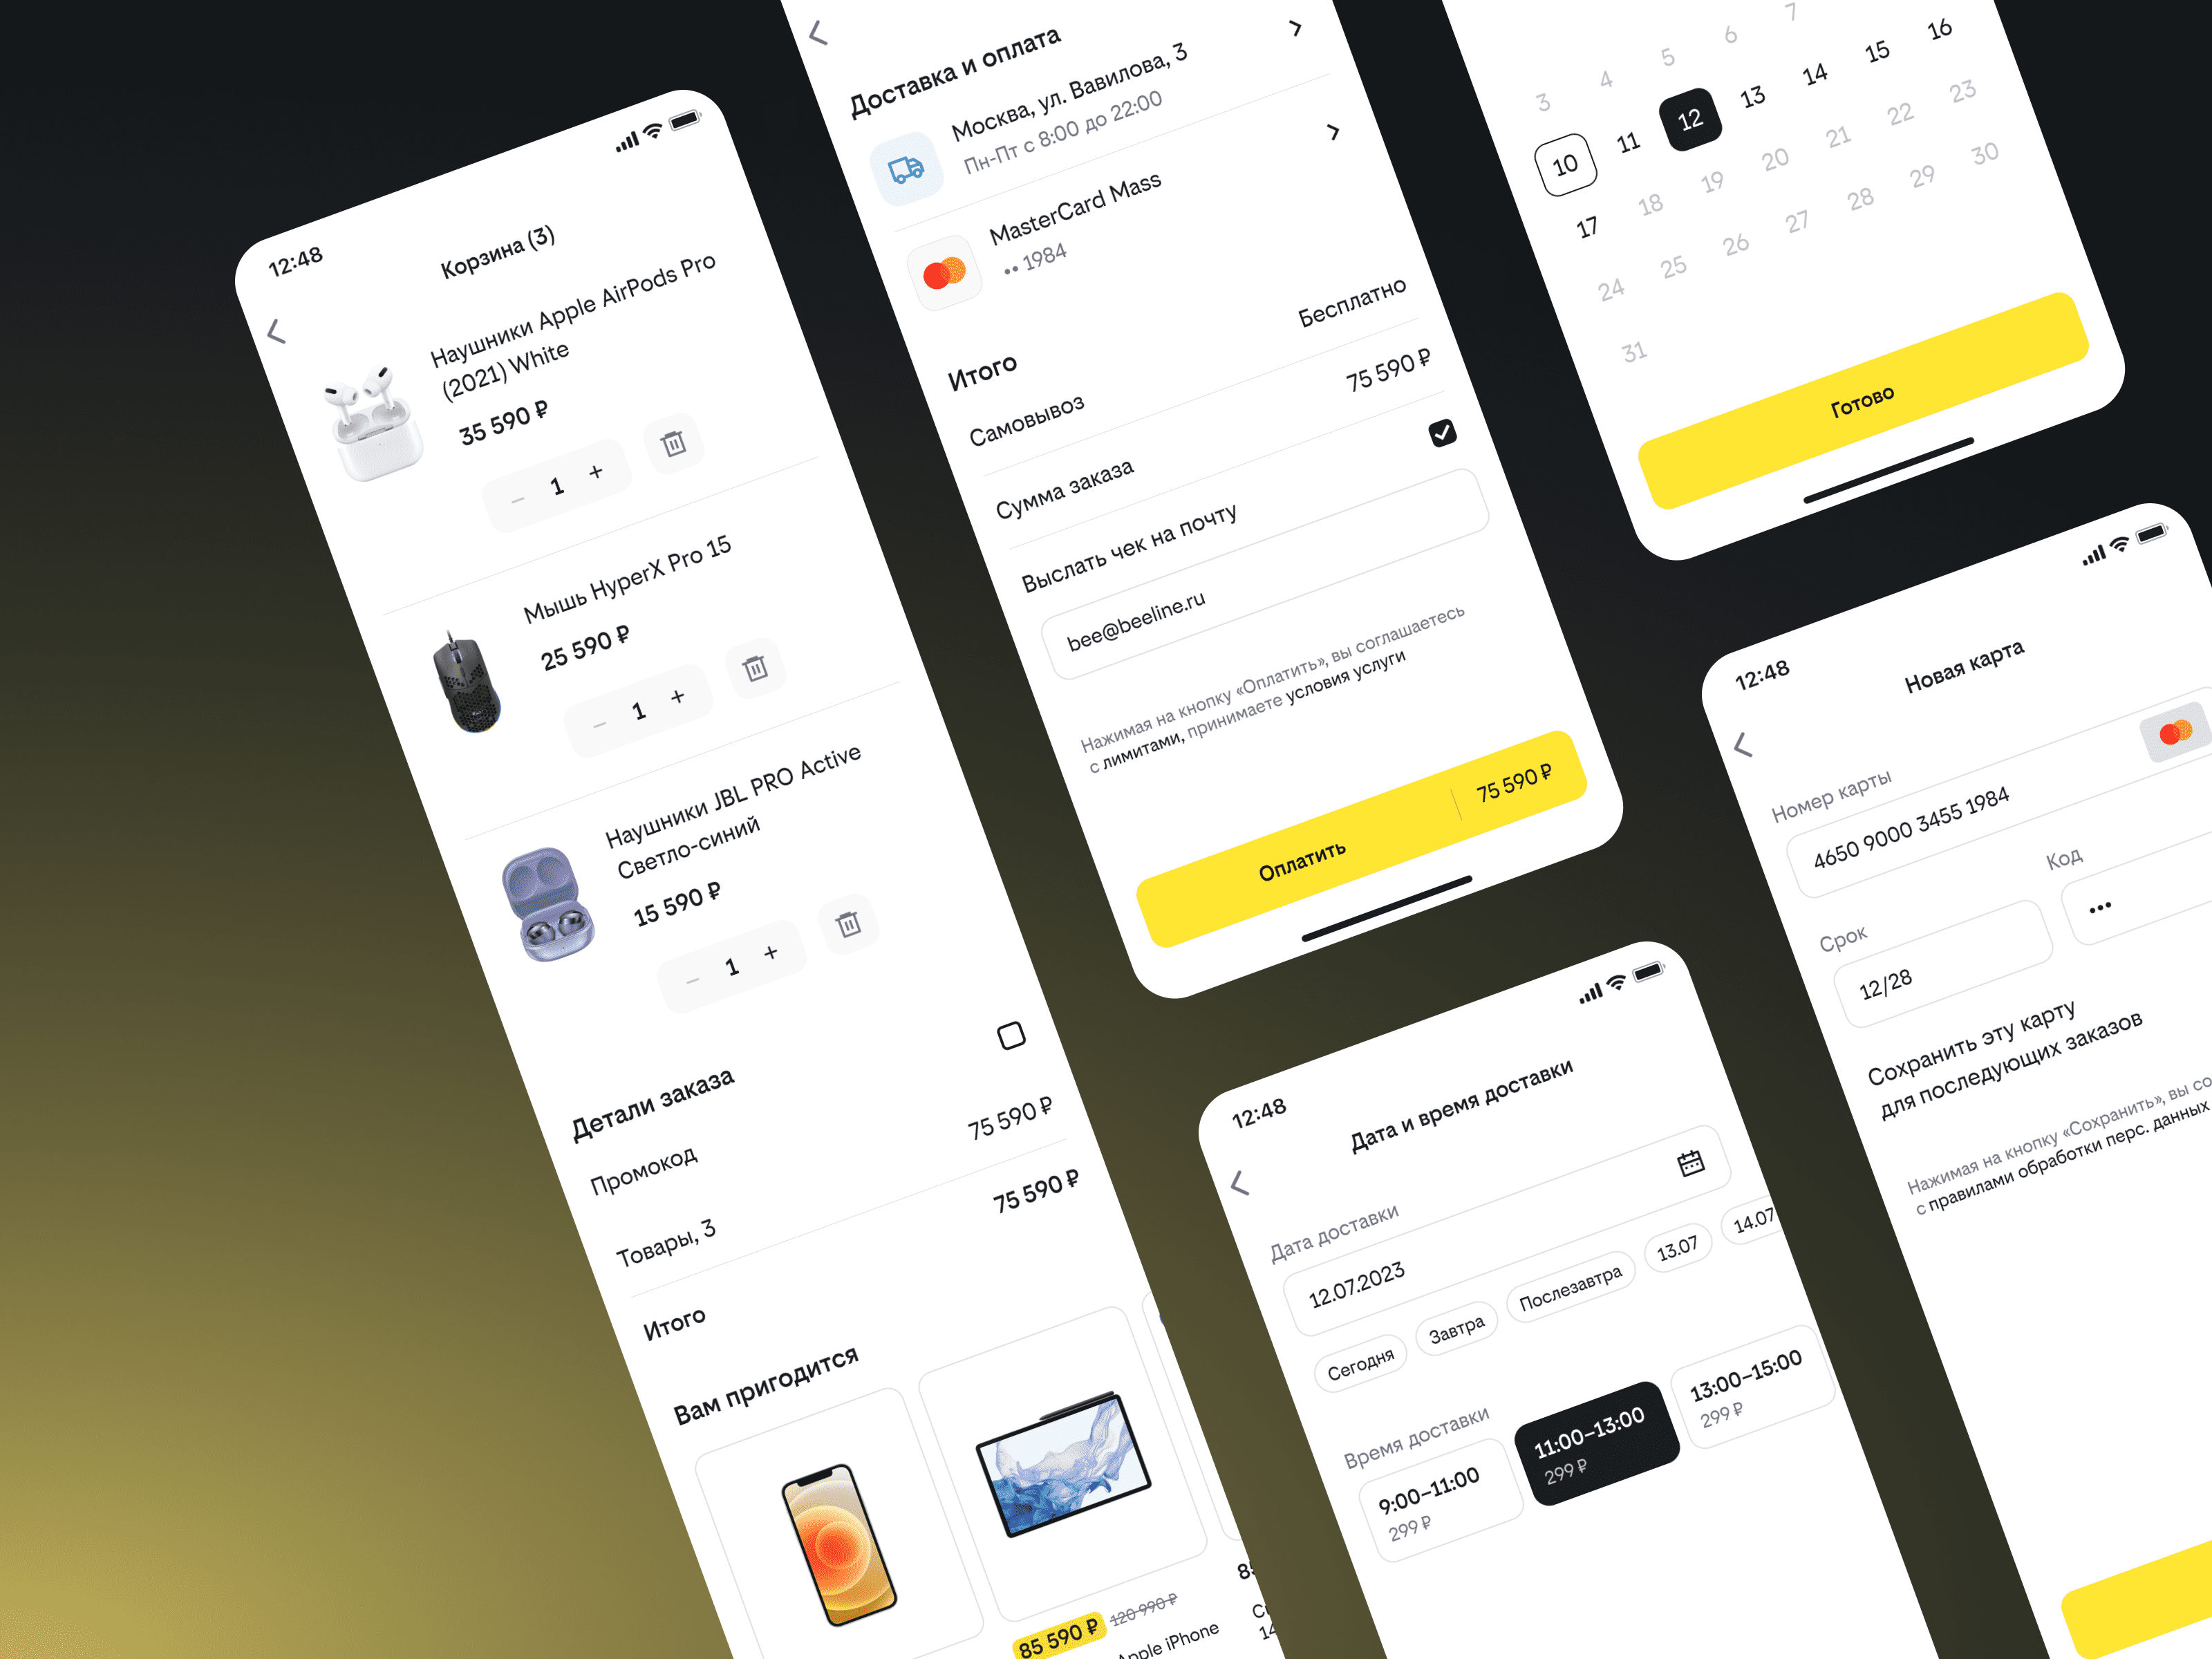 12:48
Корзина (3)
Наушники Apple AirPods Pro
(2021) White
35 590 ₽
1
Мышь HyperX Pro 15
25 590 ₽
1
Наушники JBL PRO Active
Светло-синий
15 590 ₽
1
Детали заказа
Промокод
75 590 ₽
Товары, 3
75 590 ₽
Итого
Вам пригодится
85 590 ₽ 120 990 ₽
Apple iPhone
Доставка и оплата
Москва, ул. Вавилова, 3
Пн-Пт с 8:00 до 22:00
MasterCard Mass
•• 1984
Итого
Бесплатно
Самовывоз
75 590 ₽
Сумма заказа
Выслать чек на почту
bee@beeline.ru
Нажимая на кнопку «Оплатить», вы соглашаетесь
с лимитами, принимаете условия услуги
Оплатить 75 590 ₽
3 4 5 6 7
10 11 12 13 14 15 16
17 18 19 20 21 22 23
24 25 26 27 28 29 30
31
Готово
12:48
Дата и время доставки
Дата доставки
12.07.2023
Сегодня Завтра Послезавтра 13.07 14.07
Время доставки
9:00–11:00 11:00–13:00 13:00–15:00
299 ₽ 299 ₽ 299 ₽
12:48
Новая карта
Номер карты
4650 9000 3455 1984
Срок Код
12/28 •••
Сохранить эту карту
для последующих заказов
Нажимая на кнопку «Сохранить», вы со
с правилами обработки перс. данных